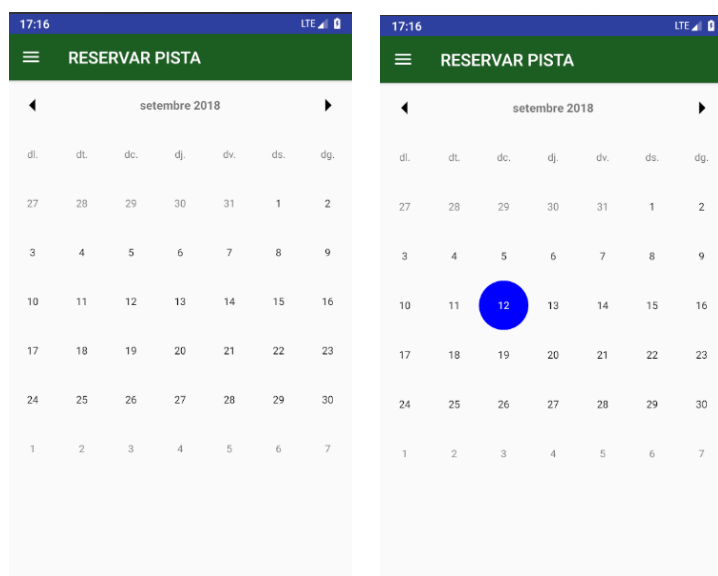 17:16 LTE
RESERVAR PISTA
setembre 2018
dl. dt. dc. dj. dv. ds. dg.
27 28 29 30 31 1 2
3 4 5 6 7 8 9
10 11 12 13 14 15 16
17 18 19 20 21 22 23
24 25 26 27 28 29 30
1 2 3 4 5 6 7
17:16 LTE
RESERVAR PISTA
setembre 2018
dl. dt. dc. dj. dv. ds. dg.
27 28 29 30 31 1 2
3 4 5 6 7 8 9
10 11 12 13 14 15 16
17 18 19 20 21 22 23
24 25 26 27 28 29 30
1 2 3 4 5 6 7